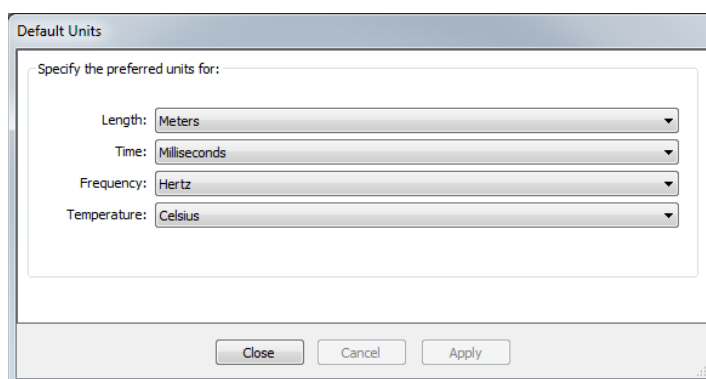 Default Units
Specify the preferred units for:
Length: Meters
Time: Milliseconds
Frequency: Hertz
Temperature: Celsius
Close Cancel Apply